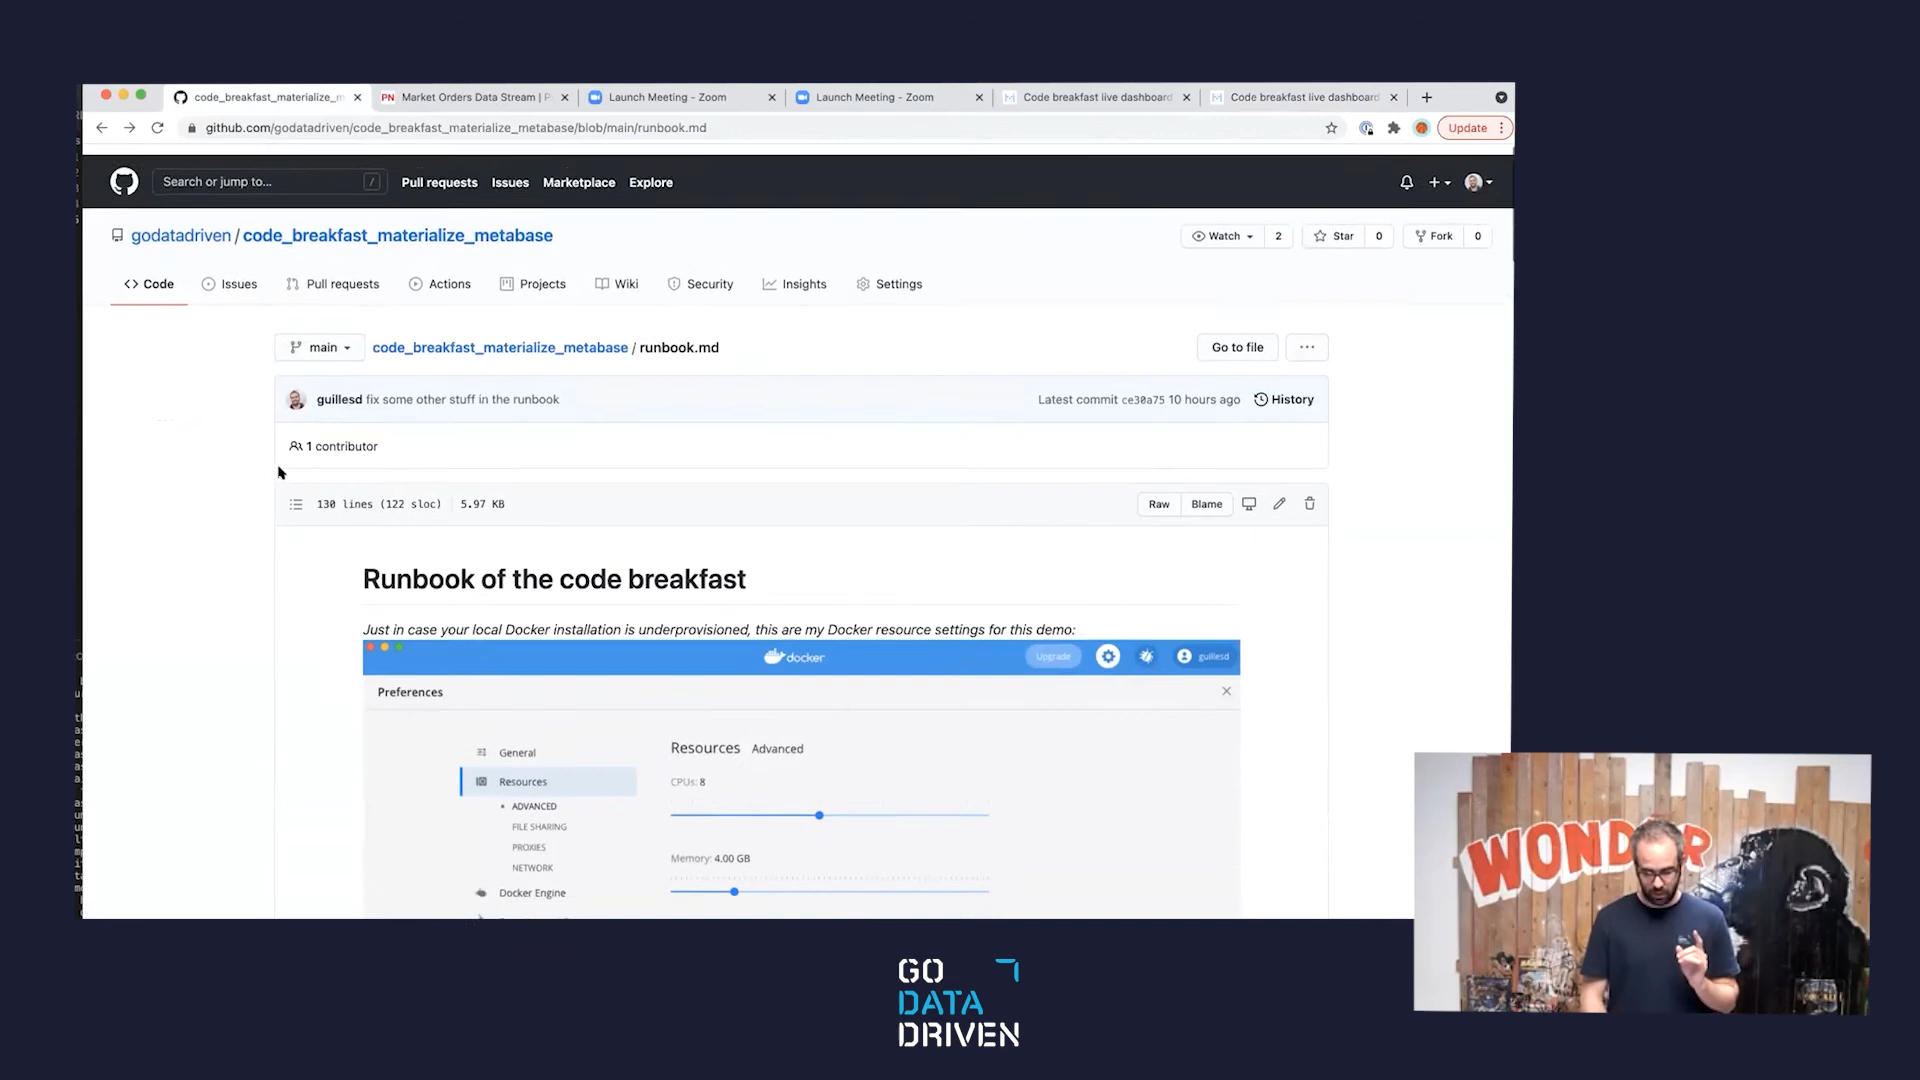 code_breakfast_materialize_m
Market Orders Data Stream | P
Launch Meeting - Zoom
Launch Meeting - Zoom
Code breakfast live dashboard
Code breakfast live dashboard
github.com/godatadriven/code_breakfast_materialize_metabase/blob/main/runbook.md
Update
Search or jump to... /
Pull requests
Issues
Marketplace
Explore
godatadriven / code_breakfast_materialize_metabase
Watch 2
Star 0
Fork 0
<> Code
Issues
Pull requests
Actions
Projects
Wiki
Security
Insights
Settings
main
code_breakfast_materialize_metabase / runbook.md
Go to file
...
guillesd fix some other stuff in the runbook
Latest commit ce30a75 10 hours ago
History
1 contributor
130 lines (122 sloc) 5.97 KB
Raw
Blame
Runbook of the code breakfast
Just in case your local Docker installation is underprovisioned, this are my Docker resource settings for this demo:
docker
Upgrade
guillesd
Preferences
General
Resources
ADVANCED
FILE SHARING
PROXIES
NETWORK
Docker Engine
Resources Advanced
CPUs: 8
Memory: 4.00 GB
GO
DATA
DRIVEN